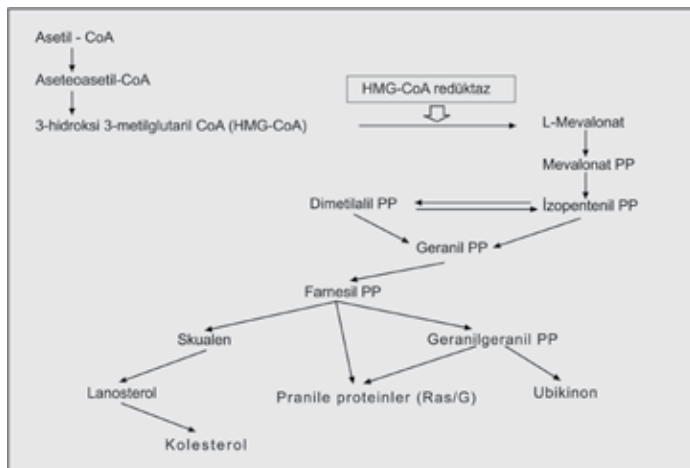 Asetil - CoA
Aseteoasetil-CoA
HMG-CoA redüktaz
3-hidroksi 3-metilglutaril CoA (HMG-CoA)
L-Mevalonat
Mevalonat PP
Dimetilalil PP
İzopentenil PP
Geranil PP
Farnesil PP
Skualen
Geranilgeranil PP
Lanosterol
Pranile proteinler (Ras/G)
Ubikinon
Kolesterol